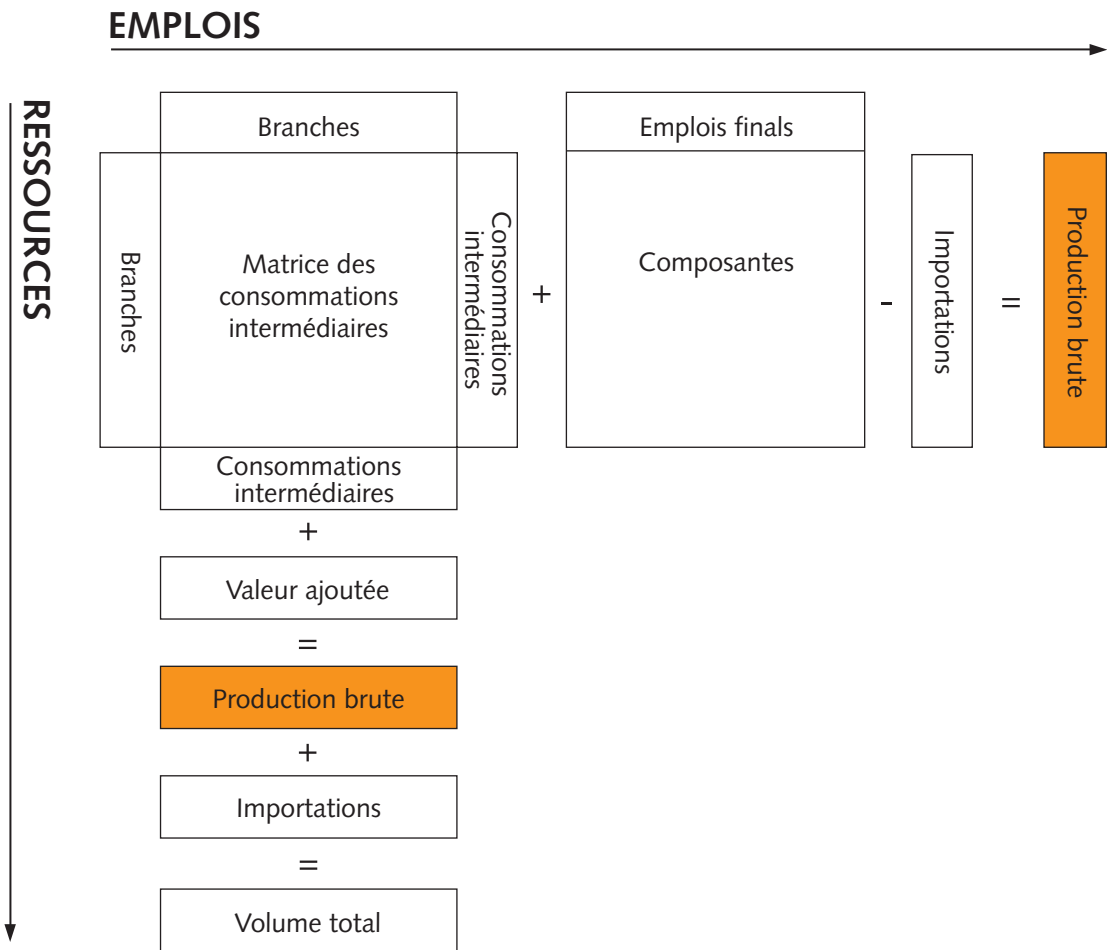 EMPLOIS
RESSOURCES
Branches
Emplois finals
Branches
Matrice des
consommations
intermédiaires
Consommations
intermédiaires
+
Composantes
-
Importations
=
Production brute
Consommations
intermédiaires
+
Valeur ajoutée
=
Production brute
+
Importations
=
Volume total